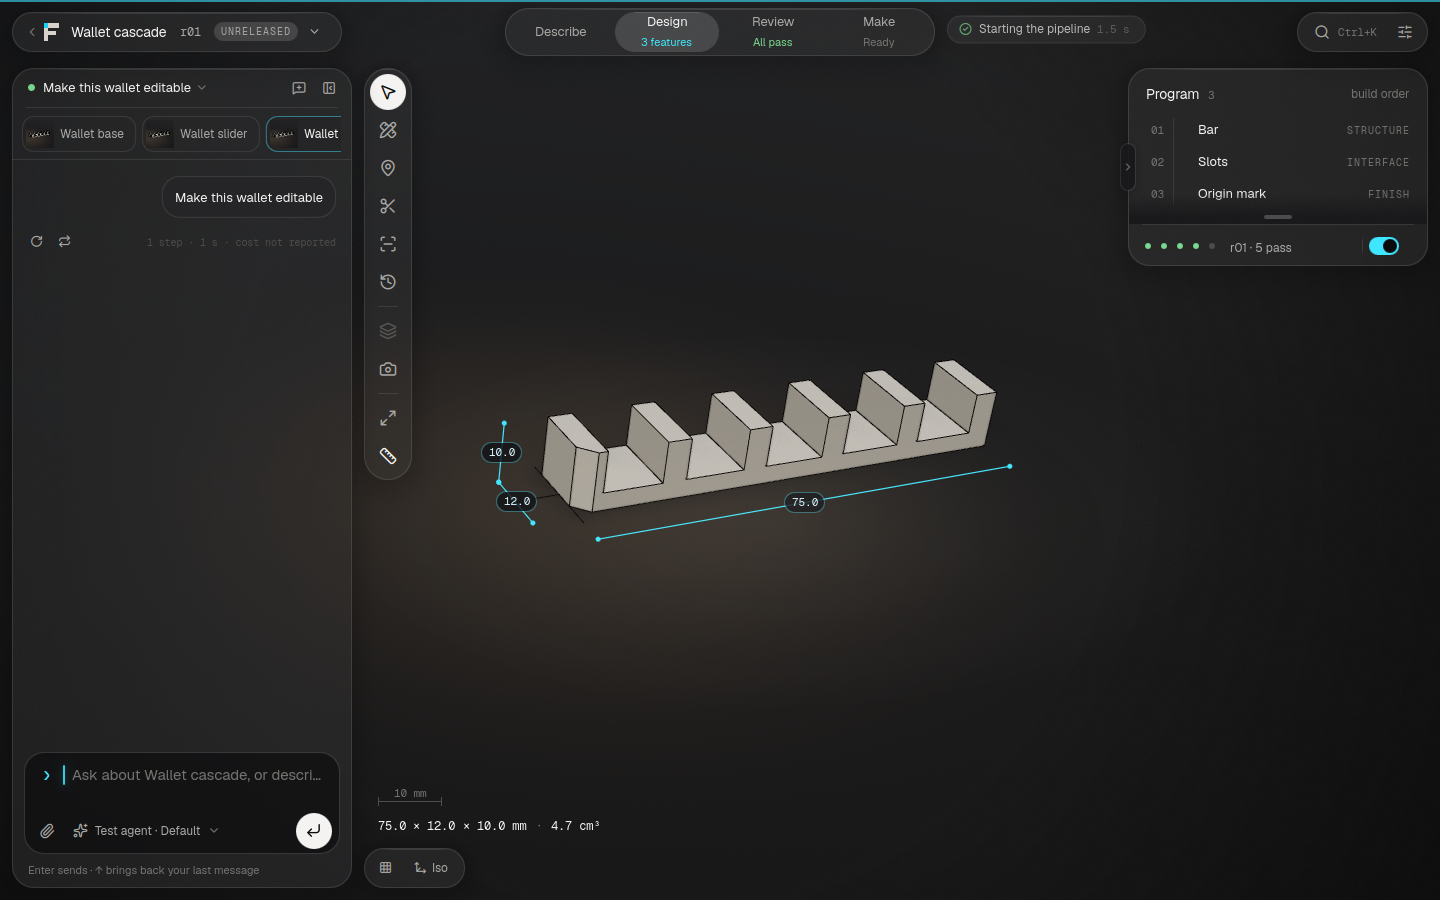 Wallet cascade r01 UNRELEASED
Describe
Design
3 features
Review
All pass
Make
Ready
Starting the pipeline 1.5 s
Ctrl+K
Make this wallet editable
Wallet base
Wallet slider
Wallet
Make this wallet editable
1 step · 1 s · cost not reported
Program 3 build order
01 Bar STRUCTURE
02 Slots INTERFACE
03 Origin mark FINISH
r01 · 5 pass
10.0
12.0
75.0
10 mm
75.0 × 12.0 × 10.0 mm · 4.7 cm³
Iso
Ask about Wallet cascade, or descri…
Test agent · Default
Enter sends · ↑ brings back your last message